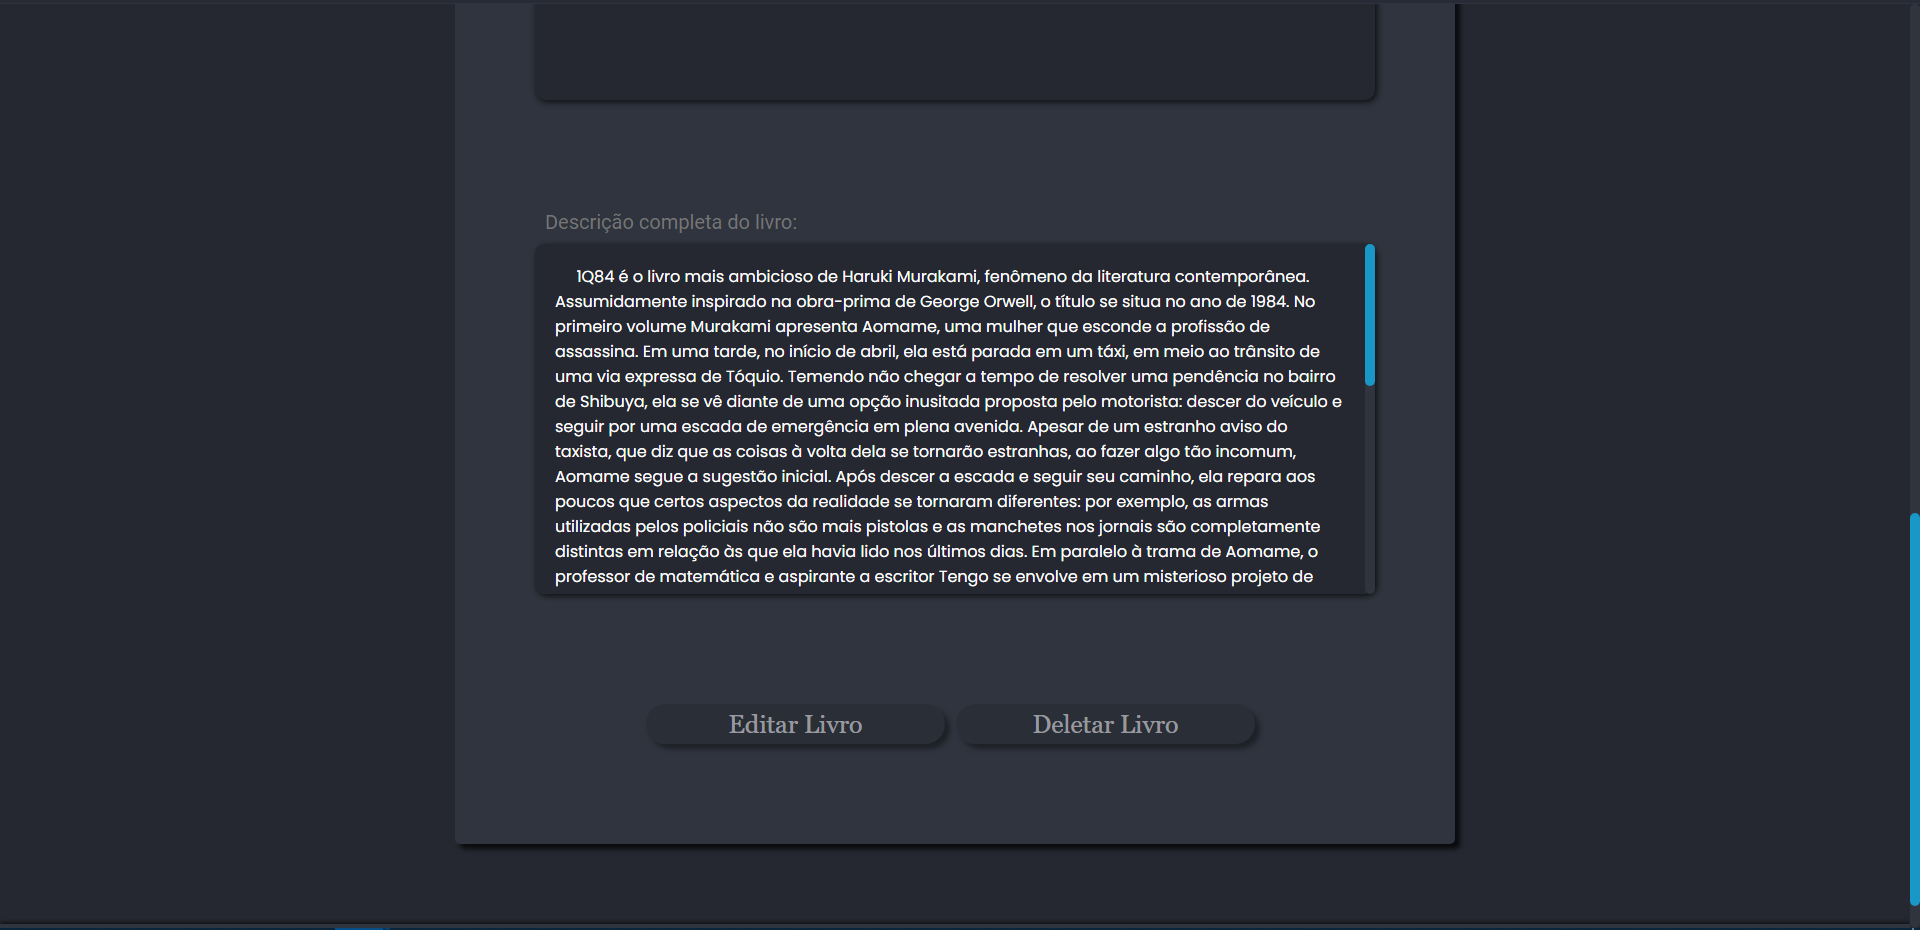 Descrição completa do livro:
1Q84 é o livro mais ambicioso de Haruki Murakami, fenômeno da literatura contemporânea.
Assumidamente inspirado na obra-prima de George Orwell, o título se situa no ano de 1984. No
primeiro volume Murakami apresenta Aomame, uma mulher que esconde a profissão de
assassina. Em uma tarde, no início de abril, ela está parada em um táxi, em meio ao trânsito de
uma via expressa de Tóquio. Temendo não chegar a tempo de resolver uma pendência no bairro
de Shibuya, ela se vê diante de uma opção inusitada proposta pelo motorista: descer do veículo e
seguir por uma escada de emergência em plena avenida. Apesar de um estranho aviso do
taxista, que diz que as coisas à volta dela se tornarão estranhas, ao fazer algo tão incomum,
Aomame segue a sugestão inicial. Após descer a escada e seguir seu caminho, ela repara aos
poucos que certos aspectos da realidade se tornaram diferentes: por exemplo, as armas
utilizadas pelos policiais não são mais pistolas e as manchetes nos jornais são completamente
distintas em relação às que ela havia lido nos últimos dias. Em paralelo à trama de Aomame, o
professor de matemática e aspirante a escritor Tengo se envolve em um misterioso projeto de
Editar Livro
Deletar Livro